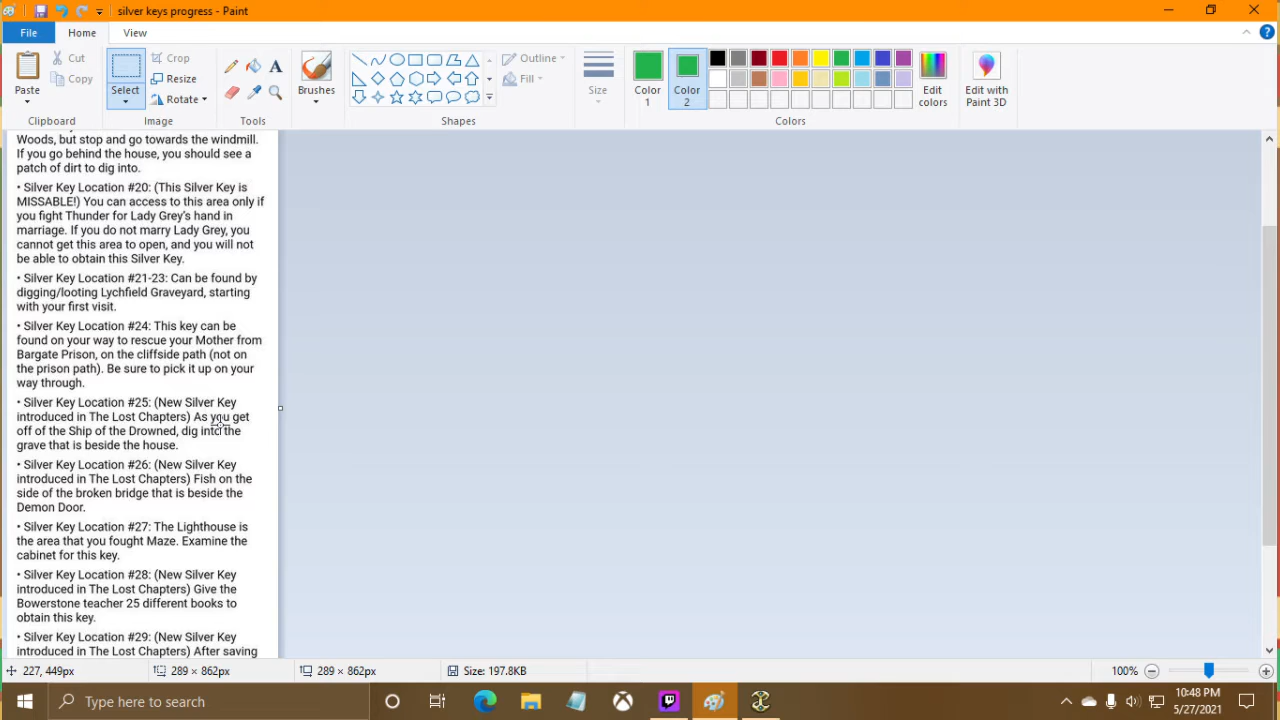 silver keys progress - Paint
File
Home
View
Paste
Cut
Copy
Clipboard
Select
Crop
Resize
Rotate
Image
Tools
Brushes
Shapes
Outline
Fill
Size
Color 1
Color 2
Edit colors
Colors
Edit with Paint 3D
Woods, but stop and go towards the windmill.
If you go behind the house, you should see a
patch of dirt to dig into.
• Silver Key Location #20: (This Silver Key is
MISSABLE!) You can access to this area only if
you fight Thunder for Lady Grey's hand in
marriage. If you do not marry Lady Grey, you
cannot get this area to open, and you will not
be able to obtain this Silver Key.
• Silver Key Location #21-23: Can be found by
digging/looting Lychfield Graveyard, starting
with your first visit.
• Silver Key Location #24: This key can be
found on your way to rescue your Mother from
Bargate Prison, on the cliffside path (not on
the prison path). Be sure to pick it up on your
way through.
• Silver Key Location #25: (New Silver Key
introduced in The Lost Chapters) As you get
off of the Ship of the Drowned, dig into the
grave that is beside the house.
• Silver Key Location #26: (New Silver Key
introduced in The Lost Chapters) Fish on the
side of the broken bridge that is beside the
Demon Door.
• Silver Key Location #27: The Lighthouse is
the area that you fought Maze. Examine the
cabinet for this key.
• Silver Key Location #28: (New Silver Key
introduced in The Lost Chapters) Give the
Bowerstone teacher 25 different books to
obtain this key.
• Silver Key Location #29: (New Silver Key
introduced in The Lost Chapters) After saving
227, 449px
289 × 862px
289 × 862px
Size: 197.8KB
100%
Type here to search
10:48 PM
5/27/2021